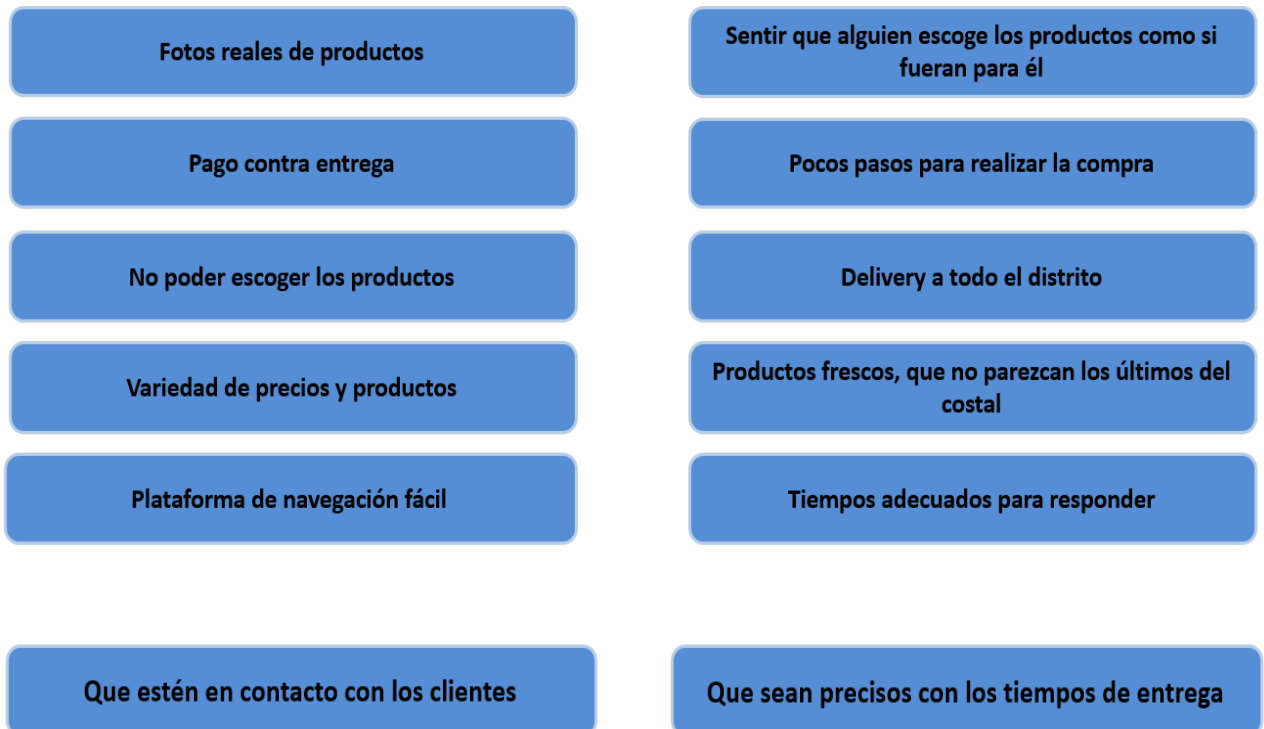 Fotos reales de productos
Sentir que alguien escoge los productos como si
fueran para él
Pago contra entrega
Pocos pasos para realizar la compra
No poder escoger los productos
Delivery a todo el distrito
Variedad de precios y productos
Productos frescos, que no parezcan los últimos del
costal
Plataforma de navegación fácil
Tiempos adecuados para responder
Que estén en contacto con los clientes
Que sean precisos con los tiempos de entrega